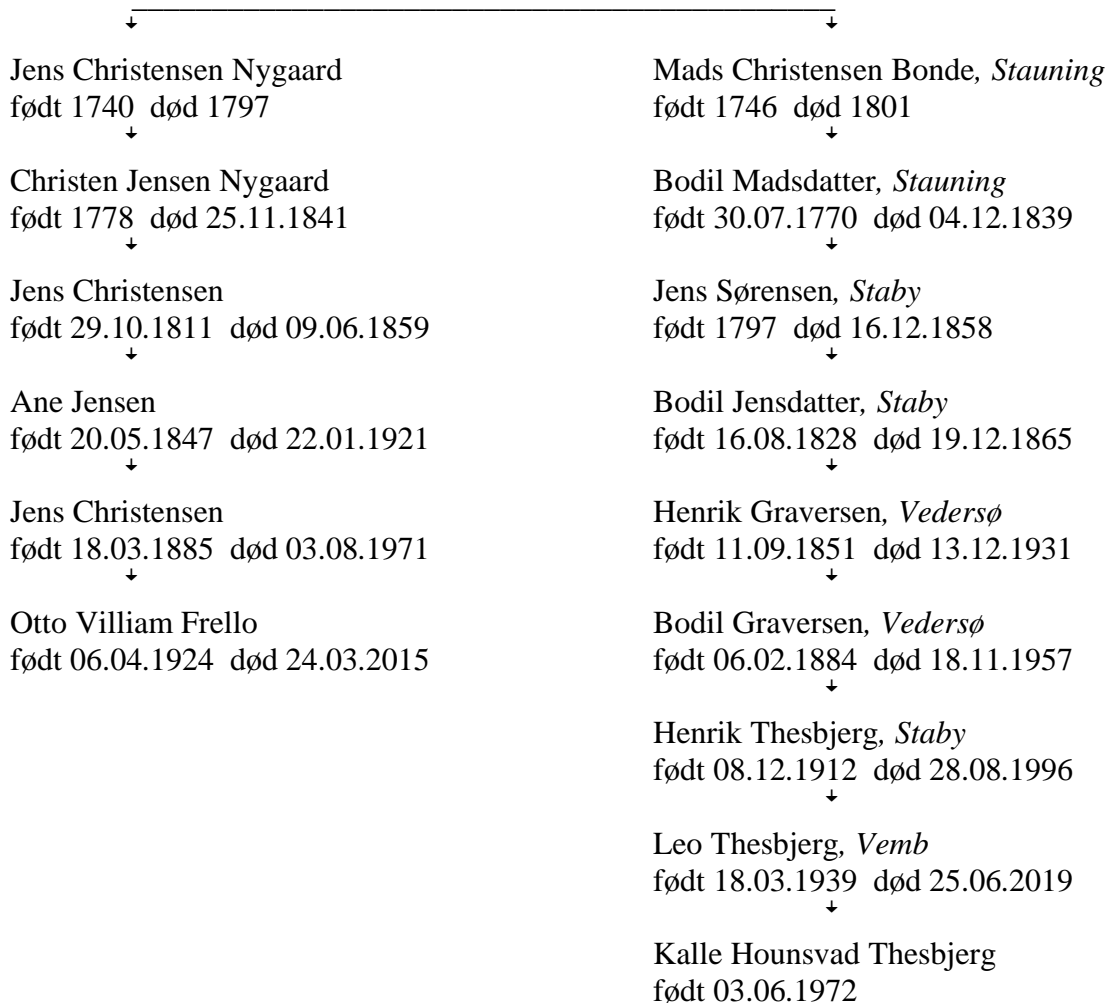 Jens Christensen Nygaard
født 1740 død 1797
Christen Jensen Nygaard
født 1778 død 25.11.1841
Jens Christensen
født 29.10.1811 død 09.06.1859
Ane Jensen
født 20.05.1847 død 22.01.1921
Jens Christensen
født 18.03.1885 død 03.08.1971
Otto Villiam Frello
født 06.04.1924 død 24.03.2015
Mads Christensen Bonde, Stauning
født 1746 død 1801
Bodil Madsdatter, Stauning
født 30.07.1770 død 04.12.1839
Jens Sørensen, Staby
født 1797 død 16.12.1858
Bodil Jensdatter, Staby
født 16.08.1828 død 19.12.1865
Henrik Graversen, Vedersø
født 11.09.1851 død 13.12.1931
Bodil Graversen, Vedersø
født 06.02.1884 død 18.11.1957
Henrik Thesbjerg, Staby
født 08.12.1912 død 28.08.1996
Leo Thesbjerg, Vemb
født 18.03.1939 død 25.06.2019
Kalle Hounsvad Thesbjerg
født 03.06.1972